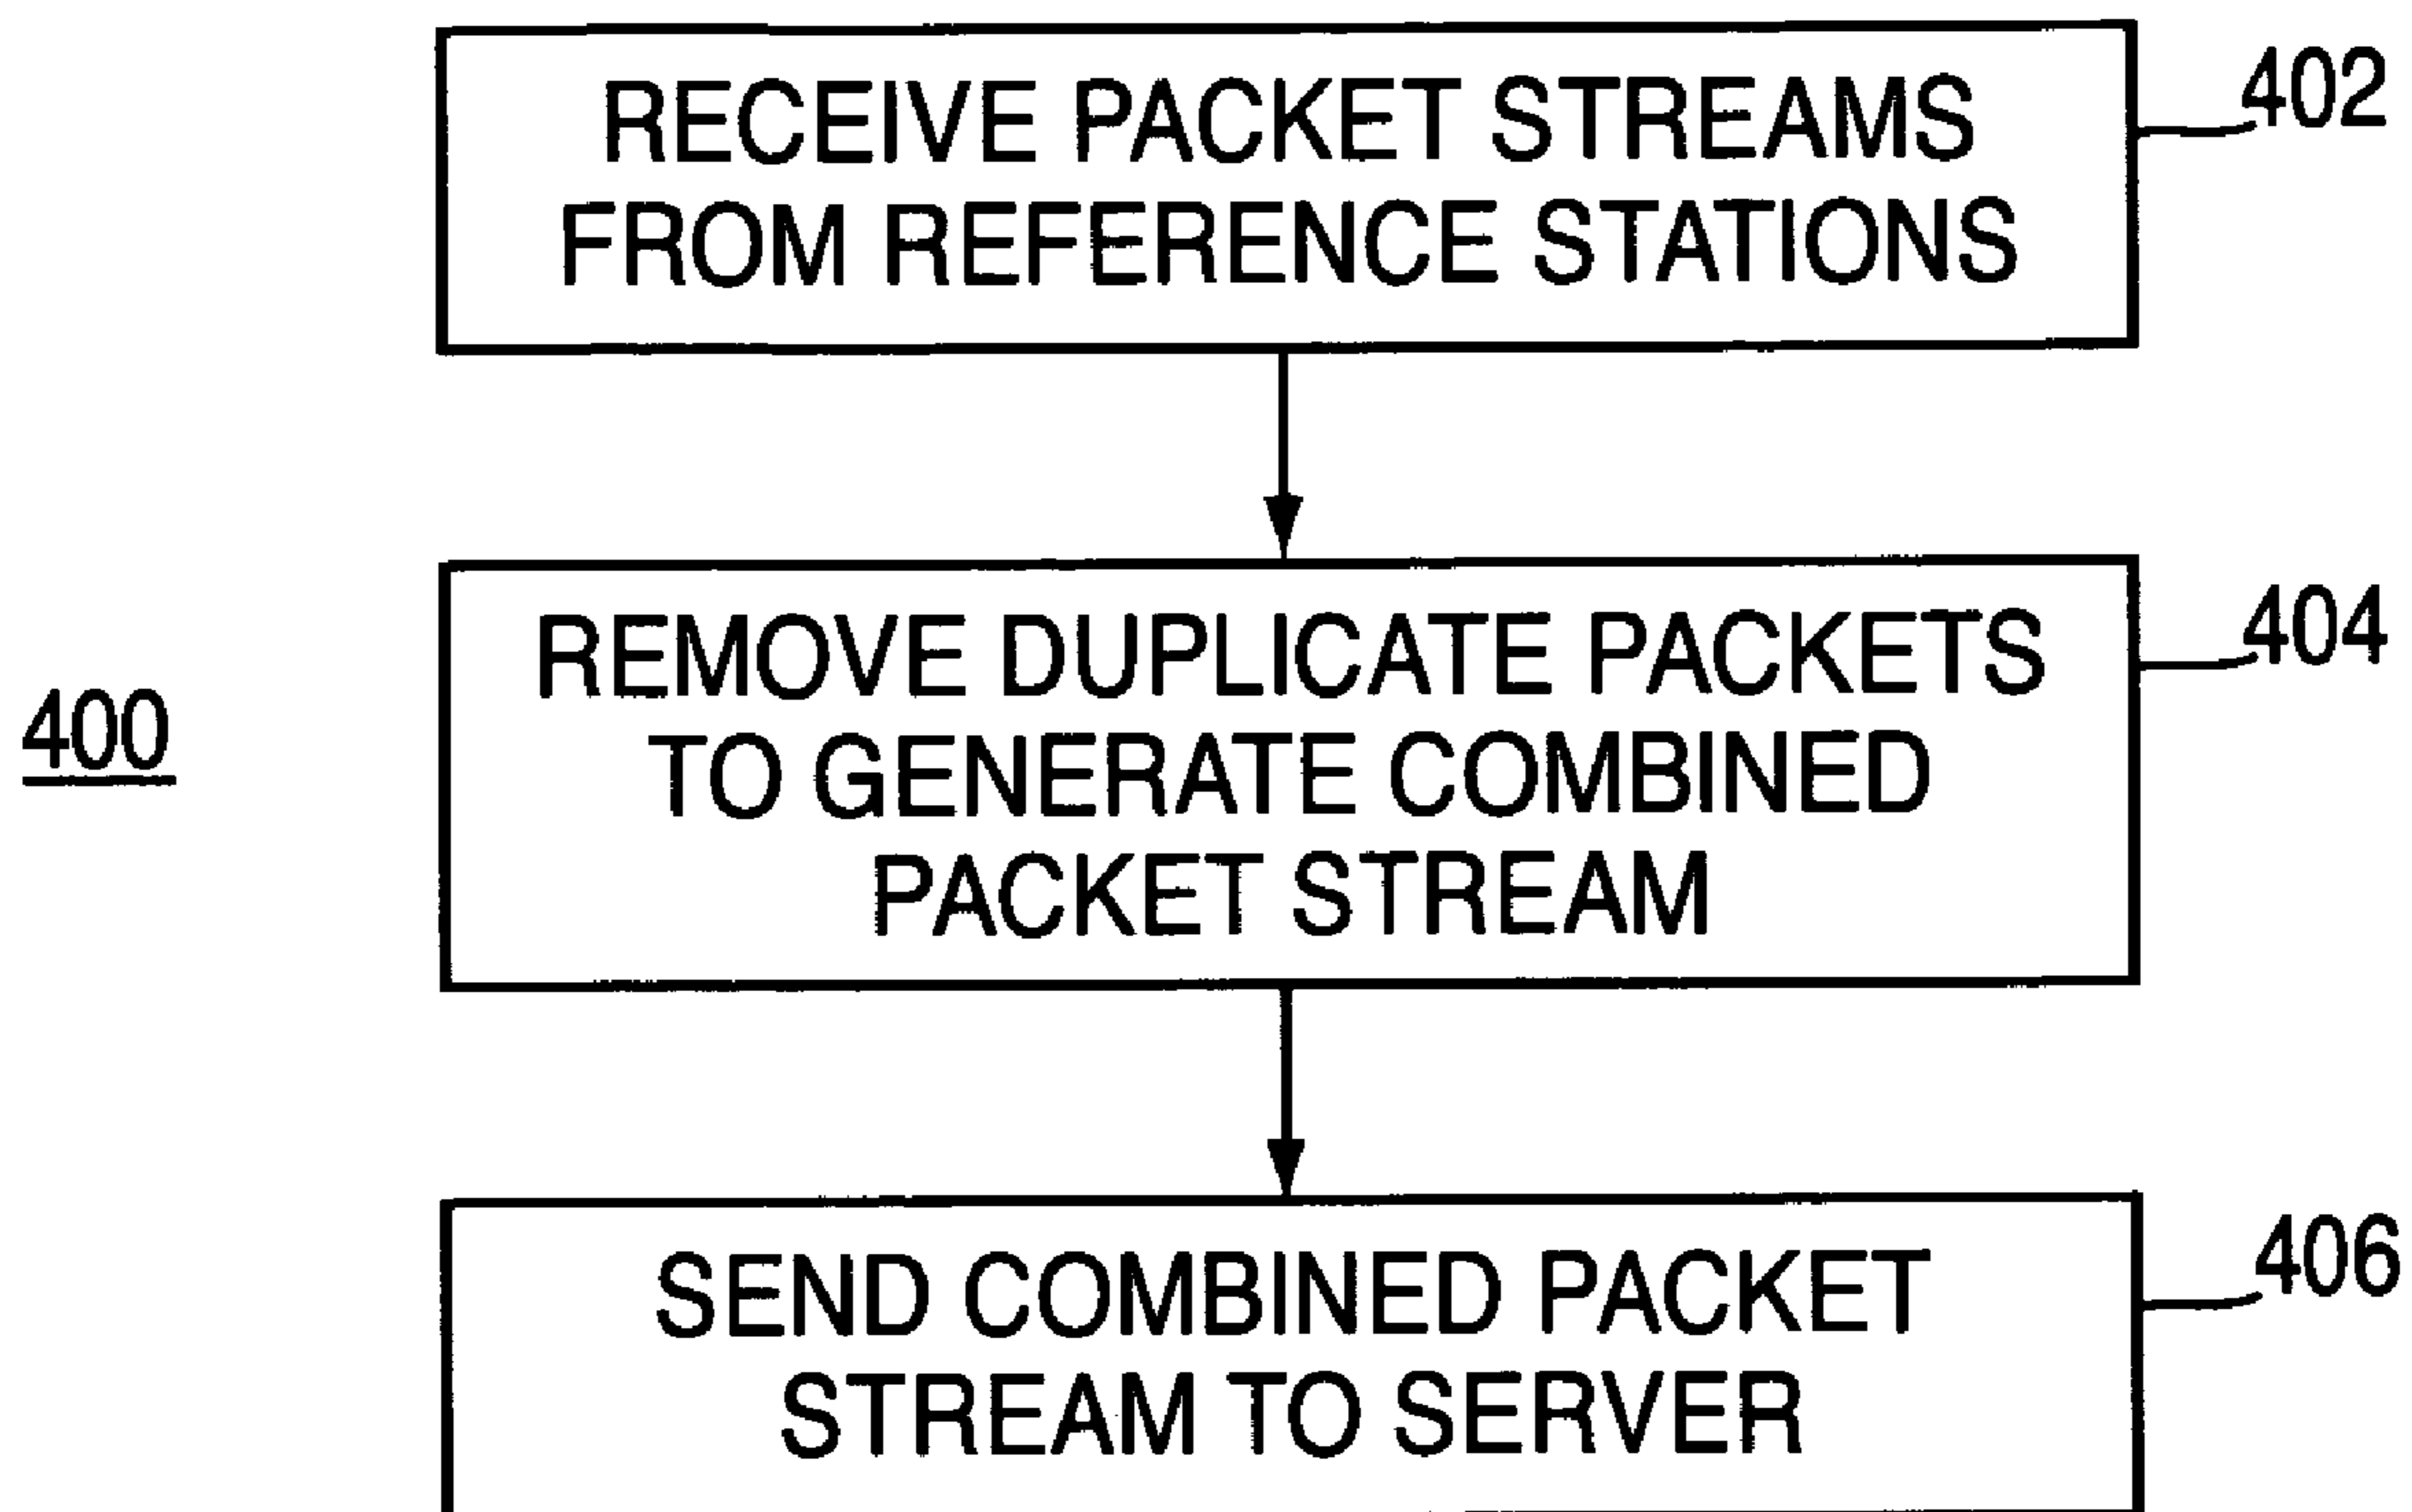 RECEIVE PACKET STREAMS
FROM REFERENCE STATIONS
402
REMOVE DUPLICATE PACKETS
TO GENERATE COMBINED
PACKET STREAM
404
400
SEND COMBINED PACKET
STREAM TO SERVER
406